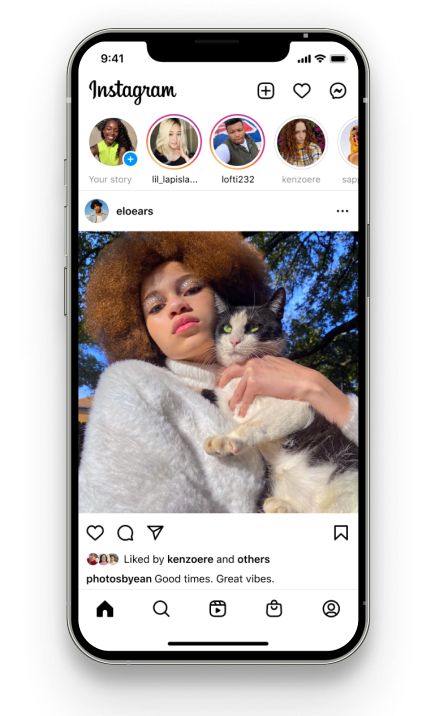 9:41
Instagram
Your story
lil_lapisla...
lofti232
kenzoere
sapp
eloears
Liked by kenzoere and others
photosbyean Good times. Great vibes.